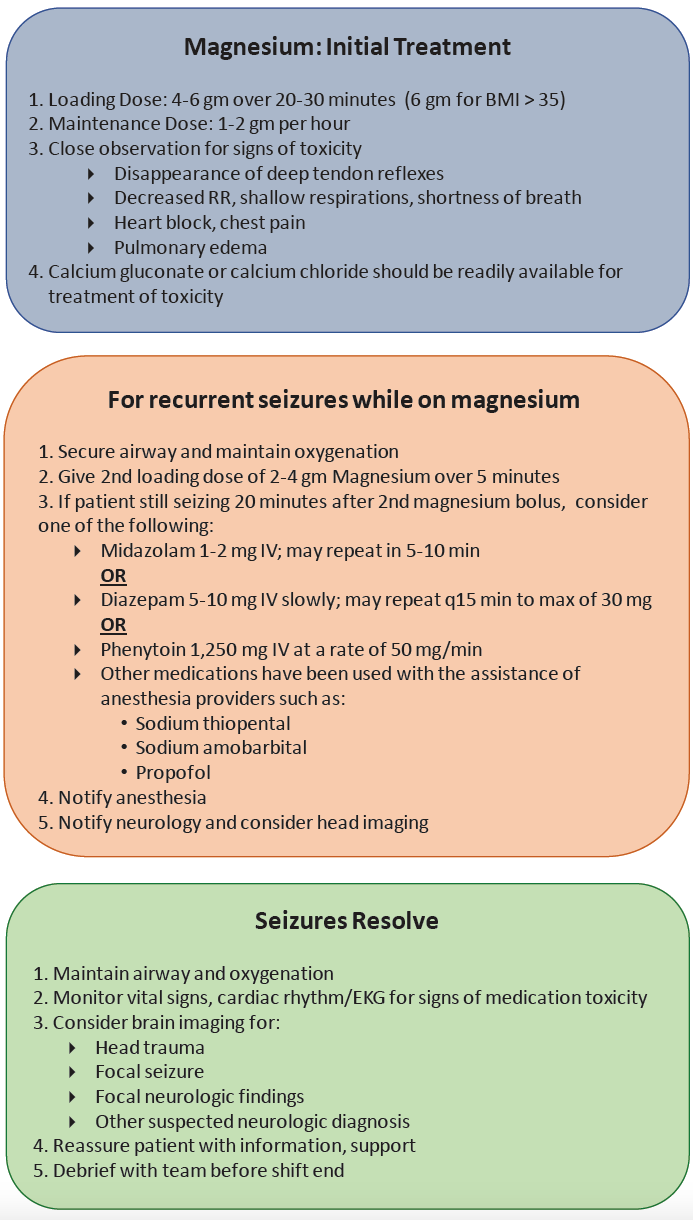 Magnesium: Initial Treatment
1. Loading Dose: 4-6 gm over 20-30 minutes (6 gm for BMI > 35)
2. Maintenance Dose: 1-2 gm per hour
3. Close observation for signs of toxicity
Disappearance of deep tendon reflexes
Decreased RR, shallow respirations, shortness of breath
Heart block, chest pain
Pulmonary edema
4. Calcium gluconate or calcium chloride should be readily available for
treatment of toxicity
For recurrent seizures while on magnesium
1. Secure airway and maintain oxygenation
2. Give 2nd loading dose of 2-4 gm Magnesium over 5 minutes
3. If patient still seizing 20 minutes after 2nd magnesium bolus, consider
one of the following:
Midazolam 1-2 mg IV; may repeat in 5-10 min
OR
Diazepam 5-10 mg IV slowly; may repeat q15 min to max of 30 mg
OR
Phenytoin 1,250 mg IV at a rate of 50 mg/min
Other medications have been used with the assistance of
anesthesia providers such as:
• Sodium thiopental
• Sodium amobarbital
• Propofol
4. Notify anesthesia
5. Notify neurology and consider head imaging
Seizures Resolve
1. Maintain airway and oxygenation
2. Monitor vital signs, cardiac rhythm/EKG for signs of medication toxicity
3. Consider brain imaging for:
Head trauma
Focal seizure
Focal neurologic findings
Other suspected neurologic diagnosis
4. Reassure patient with information, support
5. Debrief with team before shift end